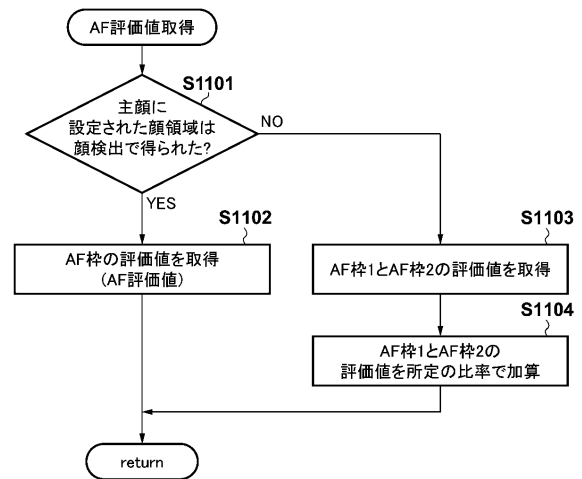 AF評価値取得
S1101
主顔に
設定された顔領域は
顔検出で得られた?
NO
YES
S1102
AF枠の評価値を取得
(AF評価値)
S1103
AF枠1とAF枠2の評価値を取得
S1104
AF枠1とAF枠2の
評価値を所定の比率で加算
return